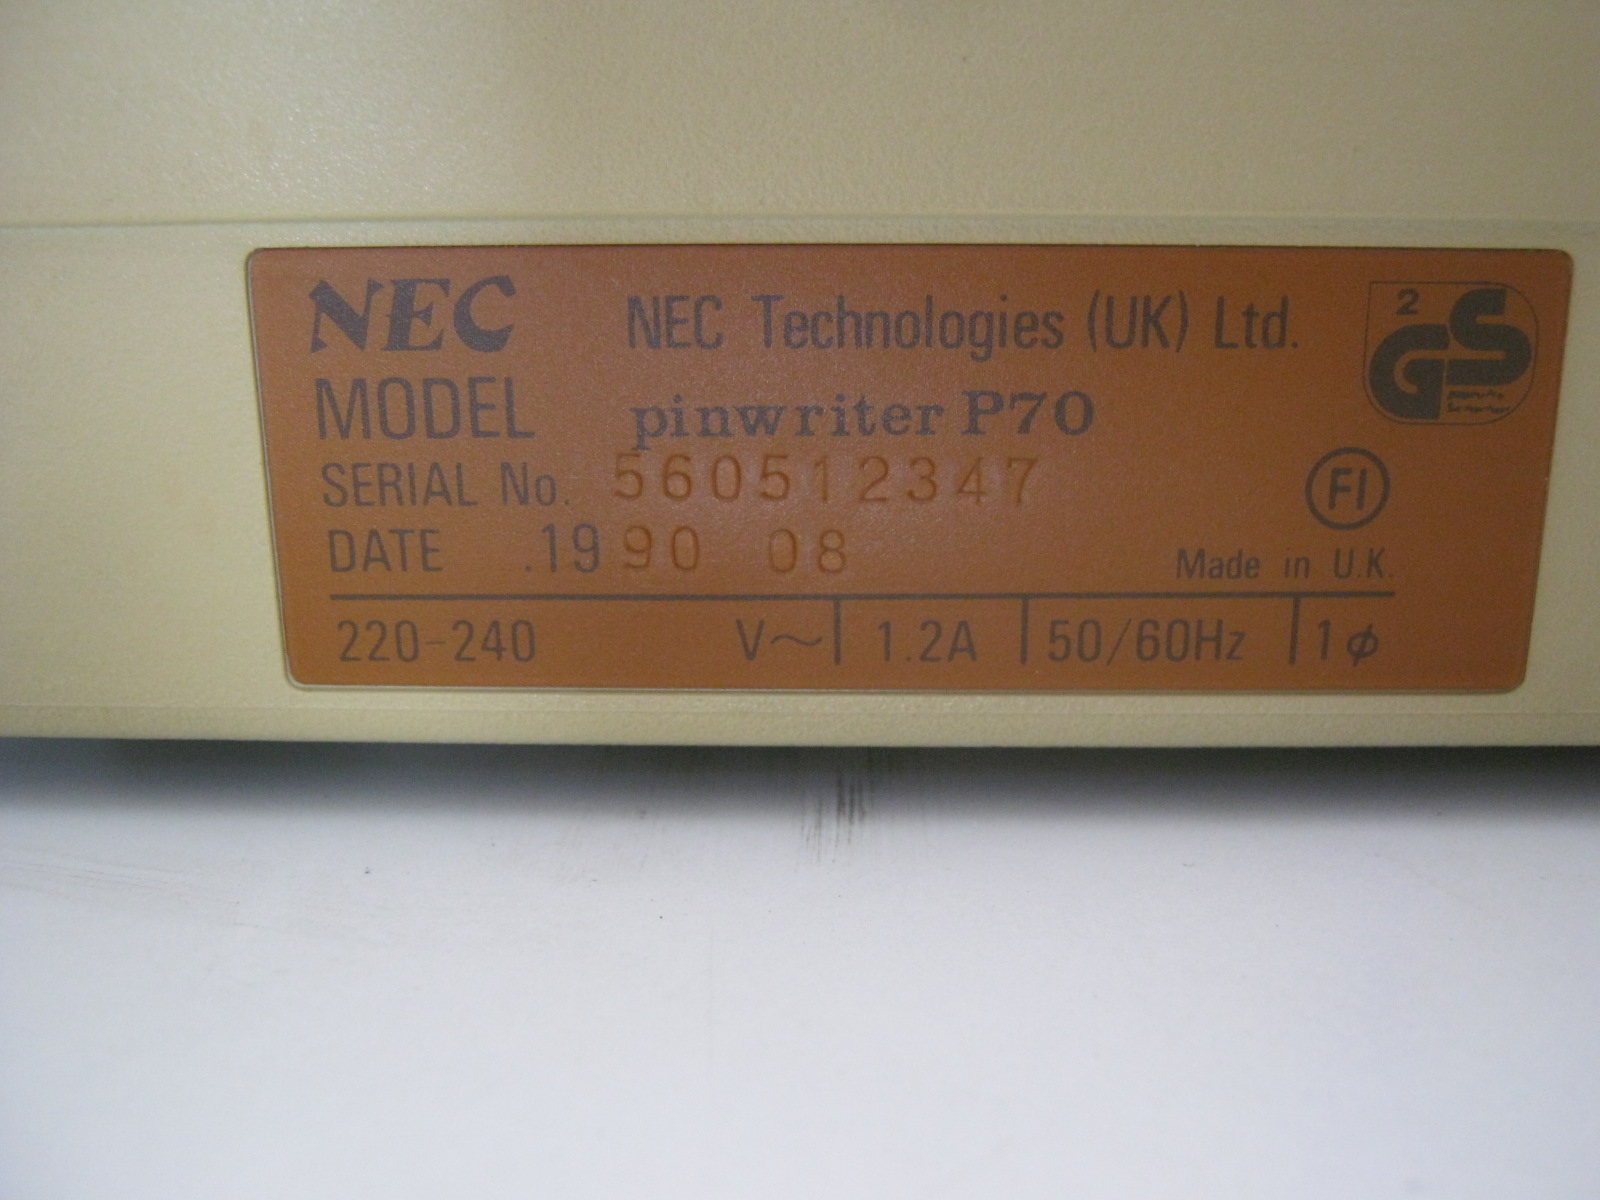 NEC NEC Technologies (UK) Ltd.
2 GS
MODEL pinwriter P70
SERIAL No. 560512347
FI
DATE .1990 08
Made in U.K.
220-240 V~ 1.2A 50/60Hz 1ϕ